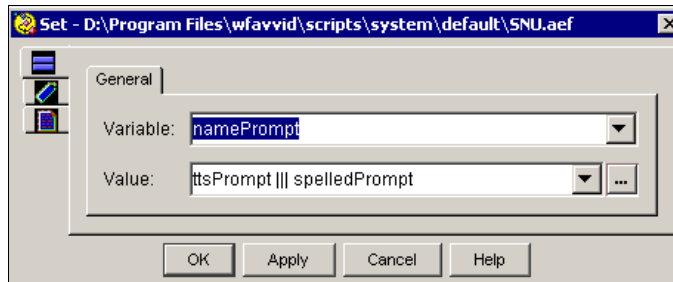 Set - D:\Program Files\wfavvid\scripts\system\default\SNU.aef
General
Variable: namePrompt
Value: ttsPrompt ||| spelledPrompt ...
OK Apply Cancel Help